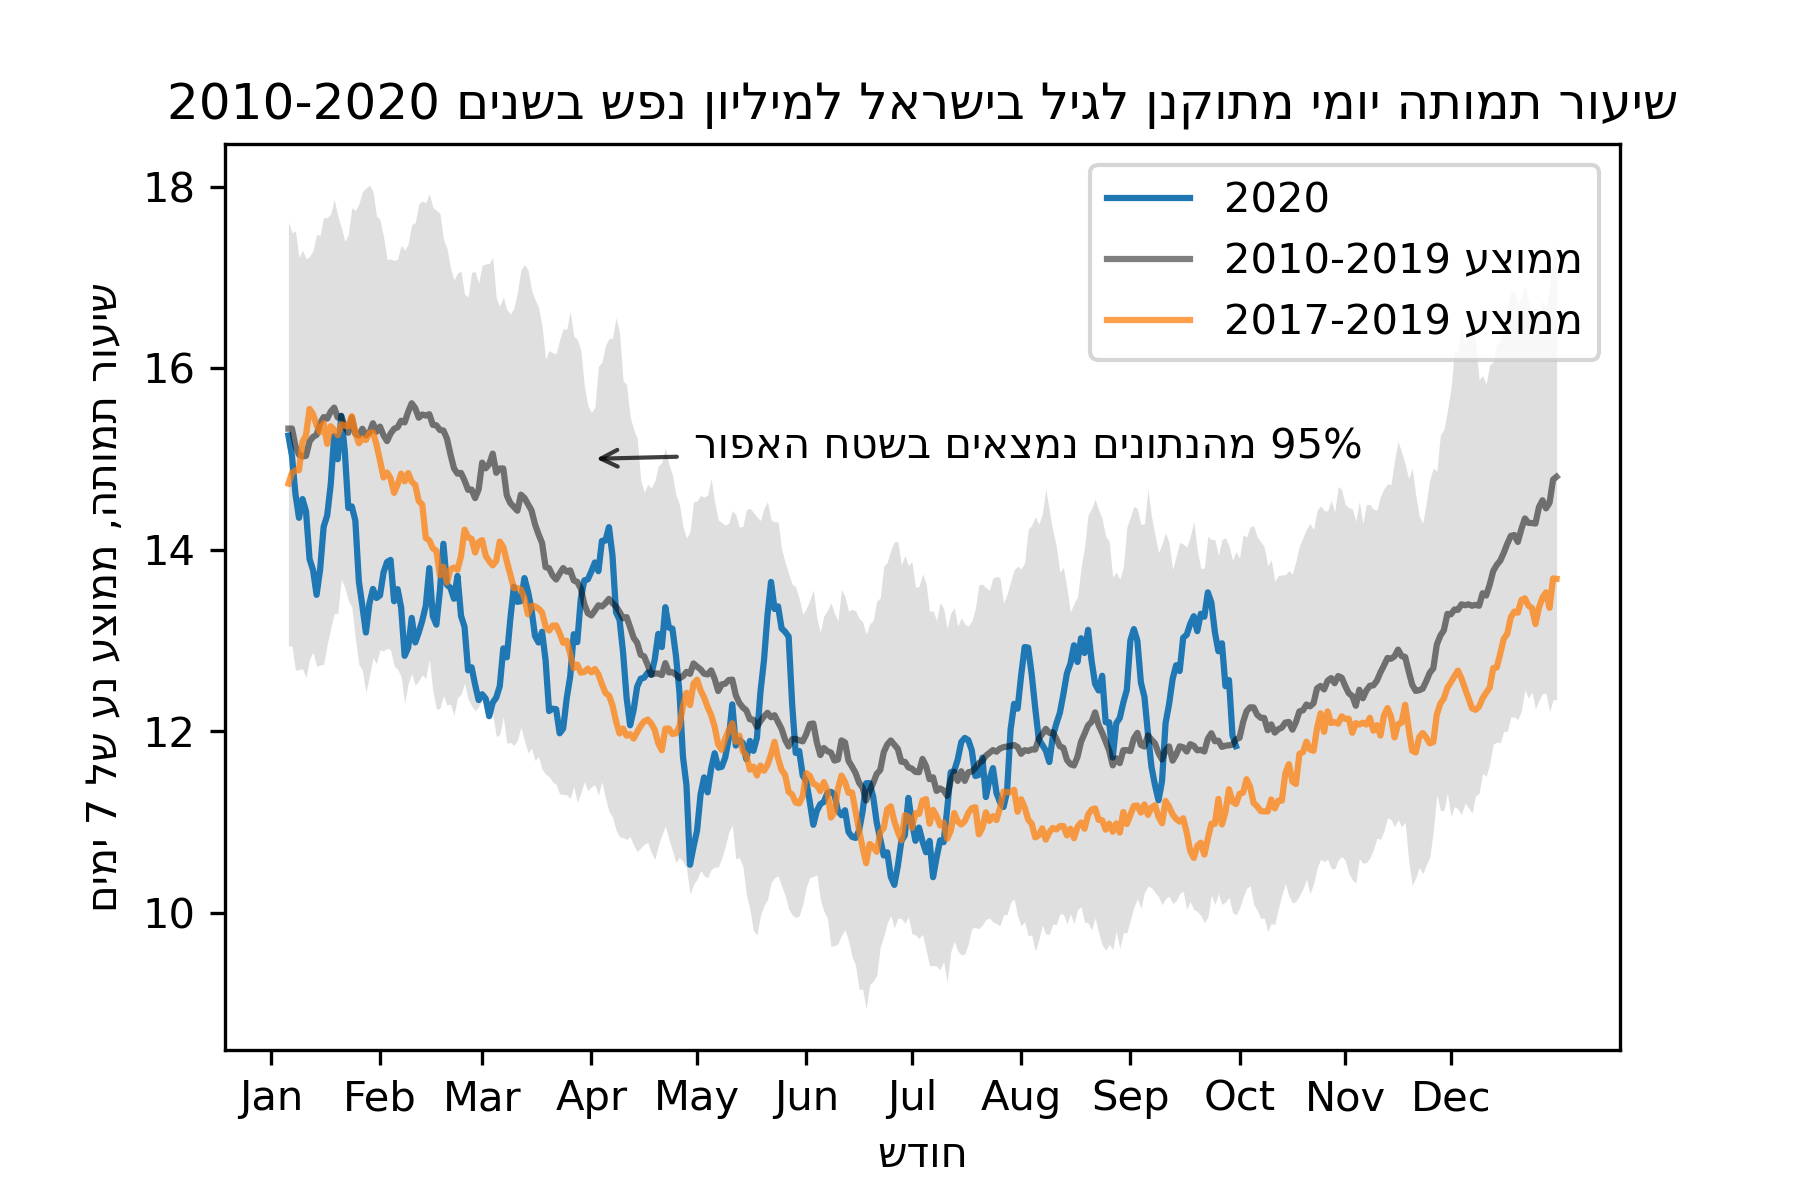 שיעור תמותה יומי מתוקנן לגיל בישראל למיליון נפש בשנים 2010-2020
2020
ממוצע 2010-2019
ממוצע 2017-2019
95% מהנתונים נמצאים בשטח האפור
שיעור תמותה, ממוצע נע של 7 ימים
18
16
14
12
10
Jan Feb Mar Apr May Jun Jul Aug Sep Oct Nov Dec
חודש